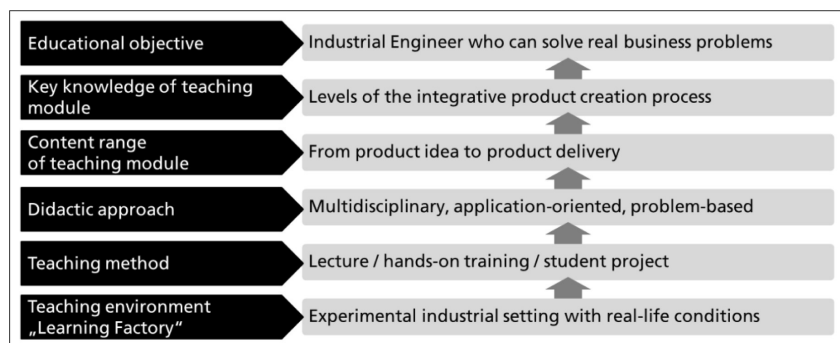 Educational objective
Industrial Engineer who can solve real business problems
Key knowledge of teaching
module
Levels of the integrative product creation process
Content range
of teaching module
From product idea to product delivery
Didactic approach
Multidisciplinary, application-oriented, problem-based
Teaching method
Lecture / hands-on training / student project
Teaching environment
„Learning Factory“
Experimental industrial setting with real-life conditions